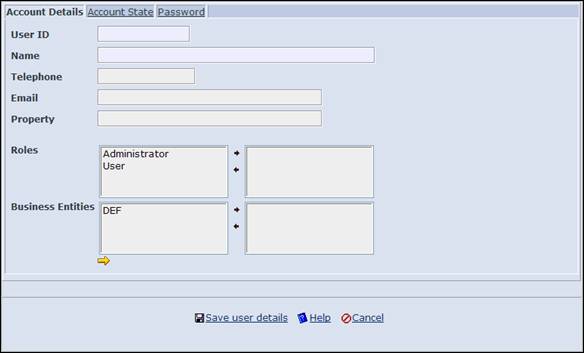 Account Details Account State Password
User ID
Name
Telephone
Email
Property
Roles
Administrator
User
Business Entities
DEF
Save user details Help Cancel